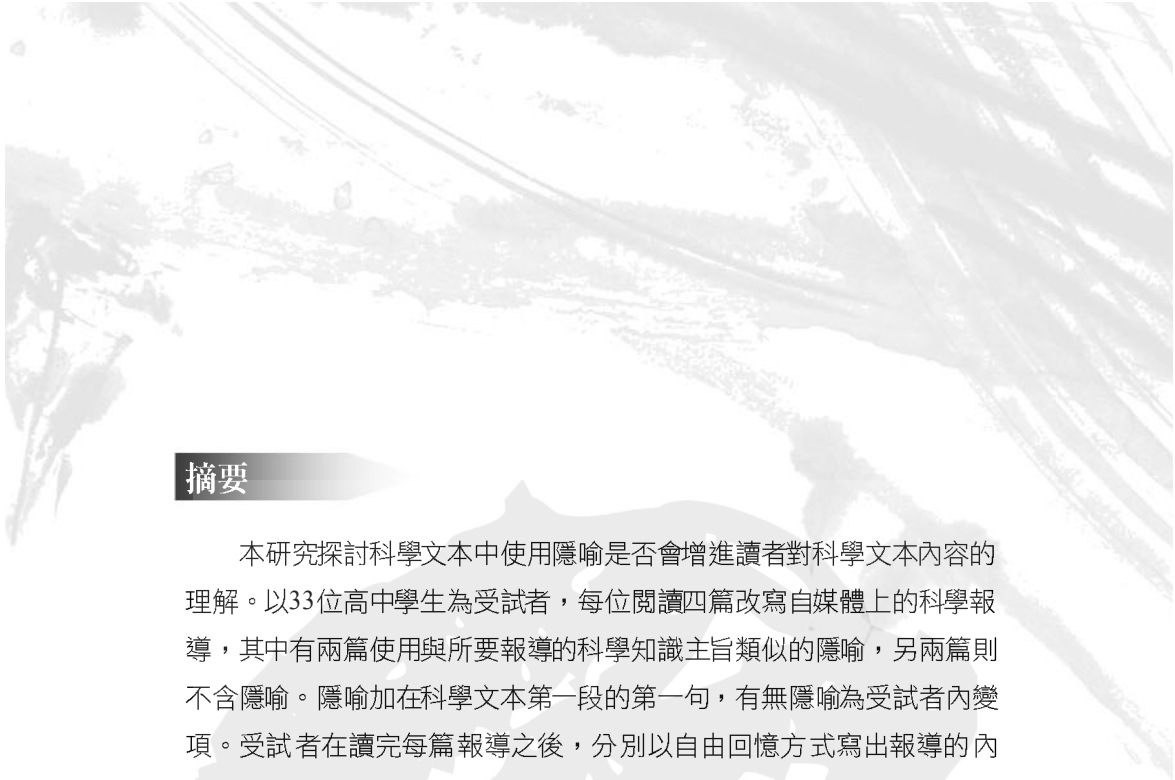 摘要
本研究探討科學文本中使用隱喻是否會增進讀者對科學文本內容的
理解。以33位高中學生為受試者，每位閱讀四篇改寫自媒體上的科學報
導，其中有兩篇使用與所要報導的科學知識主旨類似的隱喻，另兩篇則
不含隱喻。隱喻加在科學文本第一段的第一句，有無隱喻為受試者內變
項。受試者在讀完每篇報導之後，分別以自由回憶方式寫出報導的內